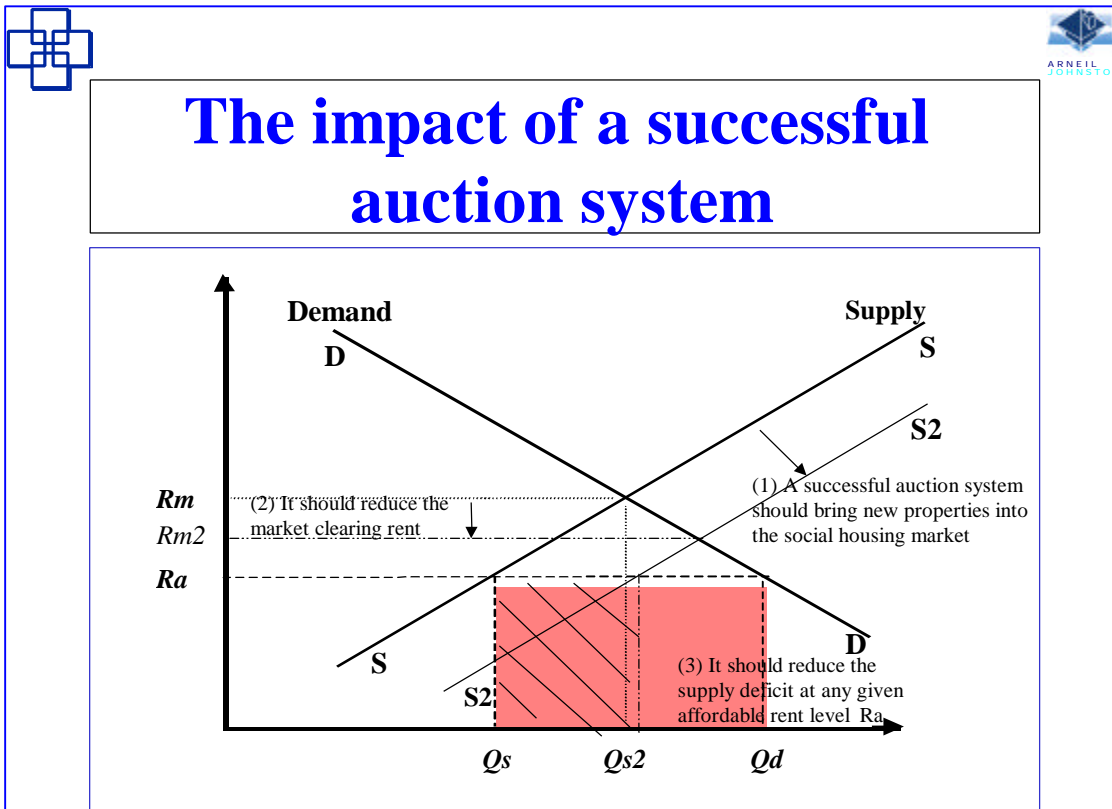 ARNEIL
JOHNSTO
The impact of a successful
auction system
Demand
D
Supply
S
S2
Rm
(2) It should reduce the
market clearing rent
Rm2
(1) A successful auction system
should bring new properties into
the social housing market
Ra
S
D
S2
(3) It should reduce the
supply deficit at any given
affordable rent level Ra
Qs
Qs2
Qd